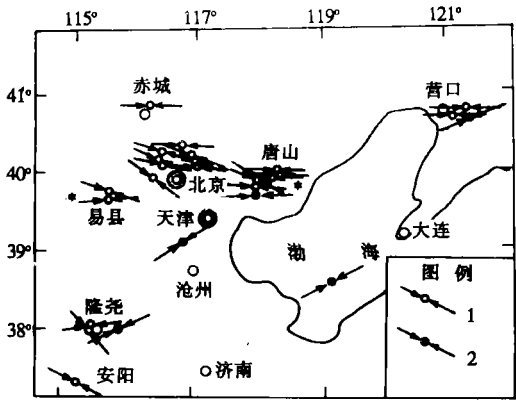 115° 117° 119° 121°
赤城
营口
41°
唐山
40°
北京
*
*
易县
天津
大连
39°
渤 海
沧州
图 例
隆尧
1
38°
2
安阳
济南